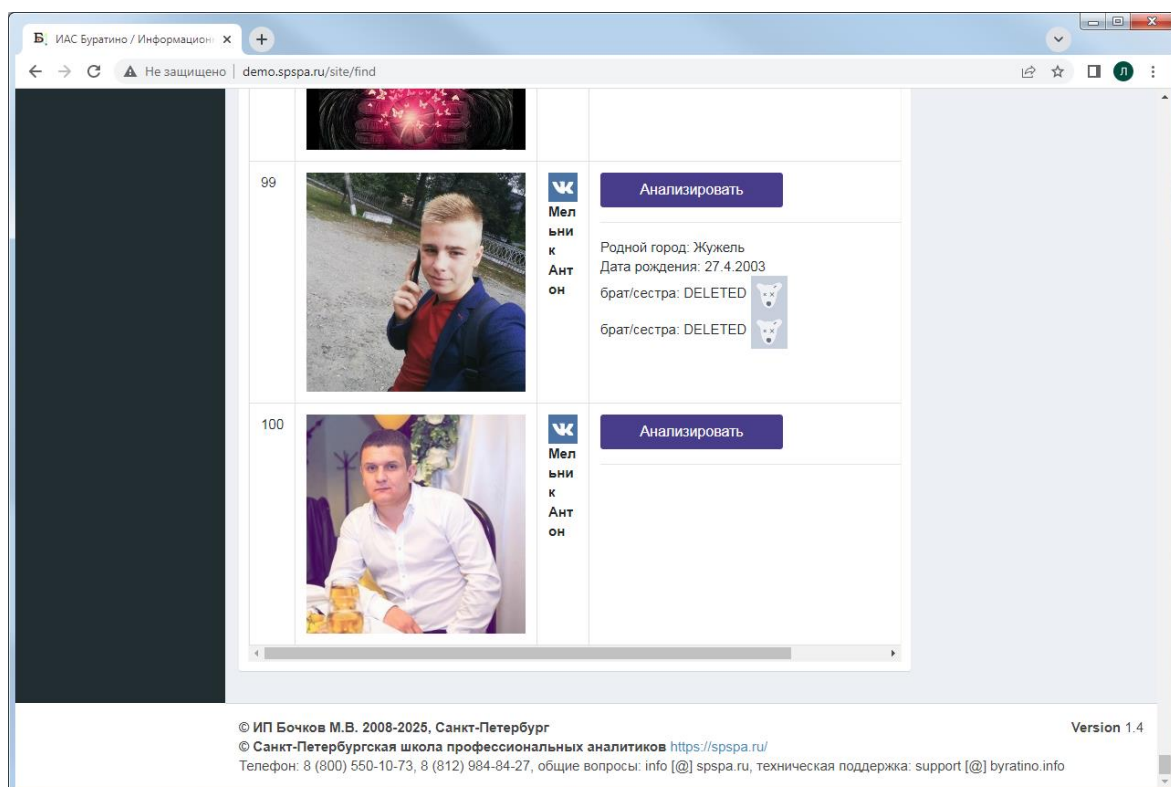 Б ИАС Буратино / Информацион
Не защищено | demo.spspa.ru/site/find
Л
99
Анализировать
Мел
ьни
к
Ант
он
Родной город: Жужель
Дата рождения: 27.4.2003
брат/сестра: DELETED
брат/сестра: DELETED
100
Анализировать
Мел
ьни
к
Ант
он
© ИП Бочков М.В. 2008-2025, Санкт-Петербург
Version 1.4
© Санкт-Петербургская школа профессиональных аналитиков https://spspa.ru/
Телефон: 8 (800) 550-10-73, 8 (812) 984-84-27, общие вопросы: info [@] spspa.ru, техническая поддержка: support [@] byratino.info